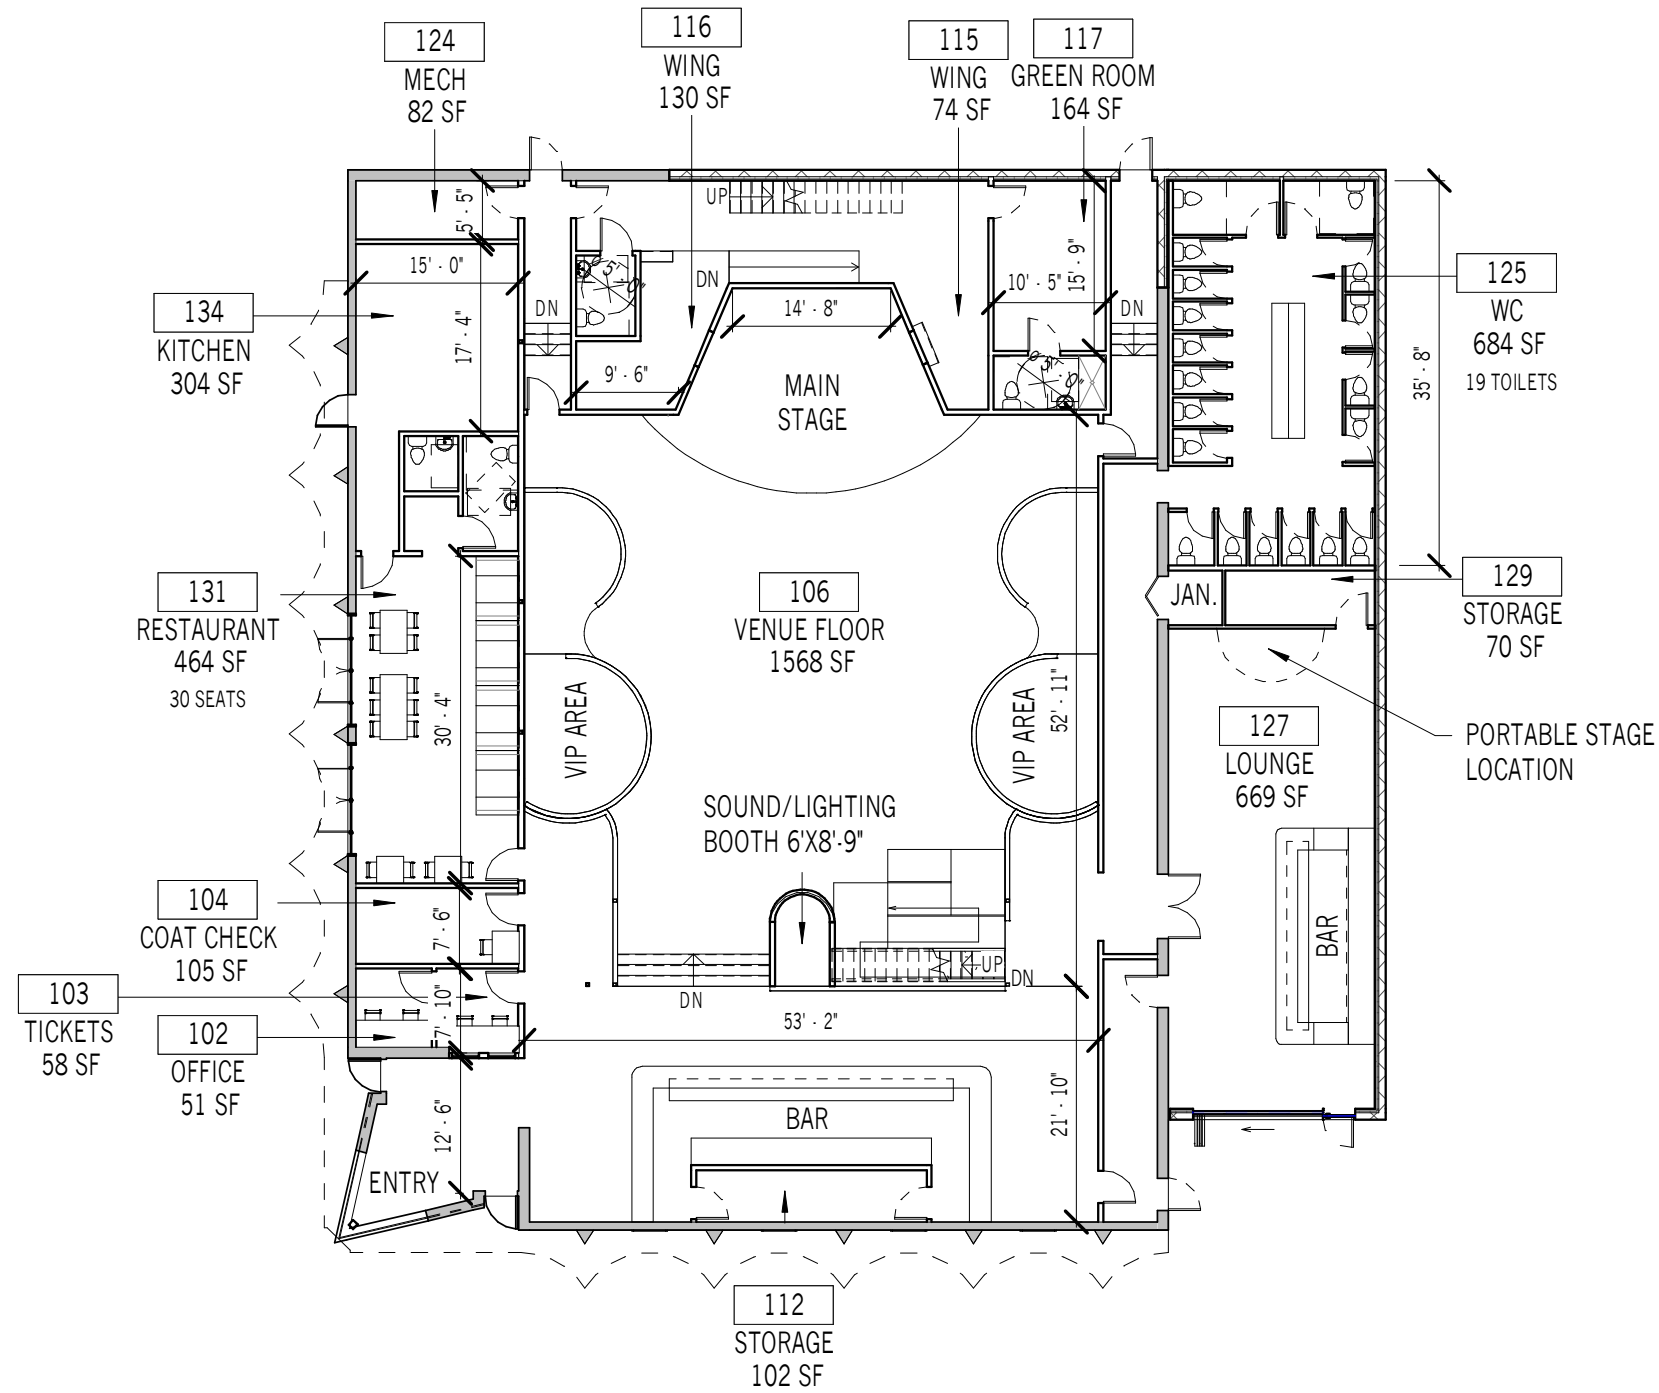 124
MECH
82 SF
116
WING
130 SF
115
WING
74 SF
117
GREEN ROOM
164 SF
UP
5' - 5"
15' - 0"
17' - 4"
DN
5' - 0"
DN
14' - 8"
9' - 6"
MAIN
STAGE
10' - 5"
15' - 9"
5' - 0"
DN
134
KITCHEN
304 SF
125
WC
684 SF
19 TOILETS
35' - 8"
131
RESTAURANT
464 SF
30 SEATS
30' - 4"
106
VENUE FLOOR
1568 SF
VIP AREA
VIP AREA
52' - 11"
JAN.
129
STORAGE
70 SF
127
LOUNGE
669 SF
PORTABLE STAGE
LOCATION
SOUND/LIGHTING
BOOTH 6'X8'-9"
104
COAT CHECK
105 SF
7' - 6"
BAR
UP
DN
DN
103
TICKETS
58 SF
102
OFFICE
51 SF
7' - 10"
53' - 2"
12' - 6"
ENTRY
BAR
21' - 10"
112
STORAGE
102 SF